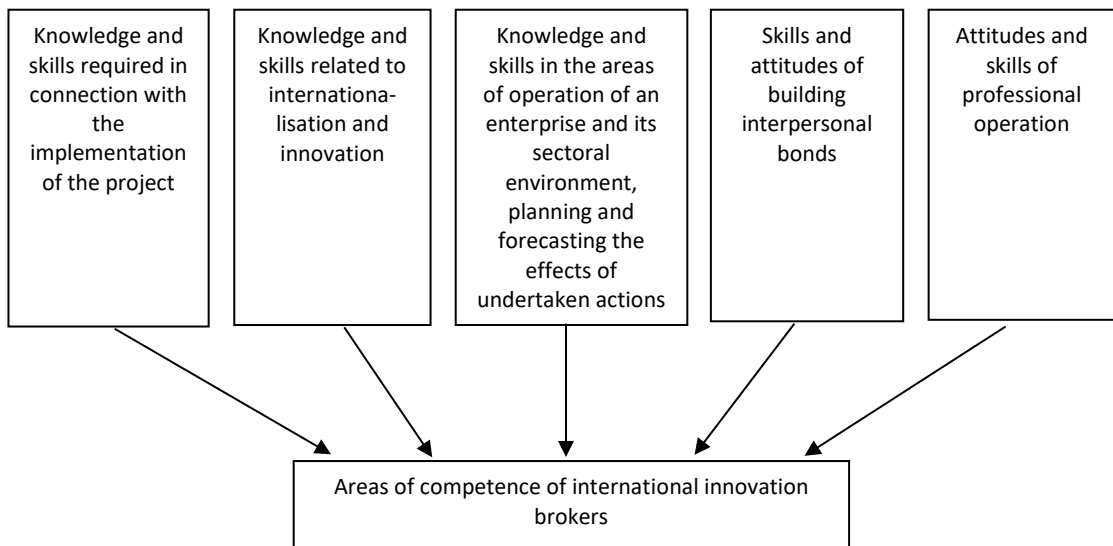 Knowledge and
skills required in
connection with
the
implementation
of the project
Knowledge and
skills related to
internationa-
lisation and
innovation
Knowledge and
skills in the areas
of operation of an
enterprise and its
sectoral
environment,
planning and
forecasting the
effects of
undertaken actions
Skills and
attitudes of
building
interpersonal
bonds
Attitudes and
skills of
professional
operation
Areas of competence of international innovation
brokers